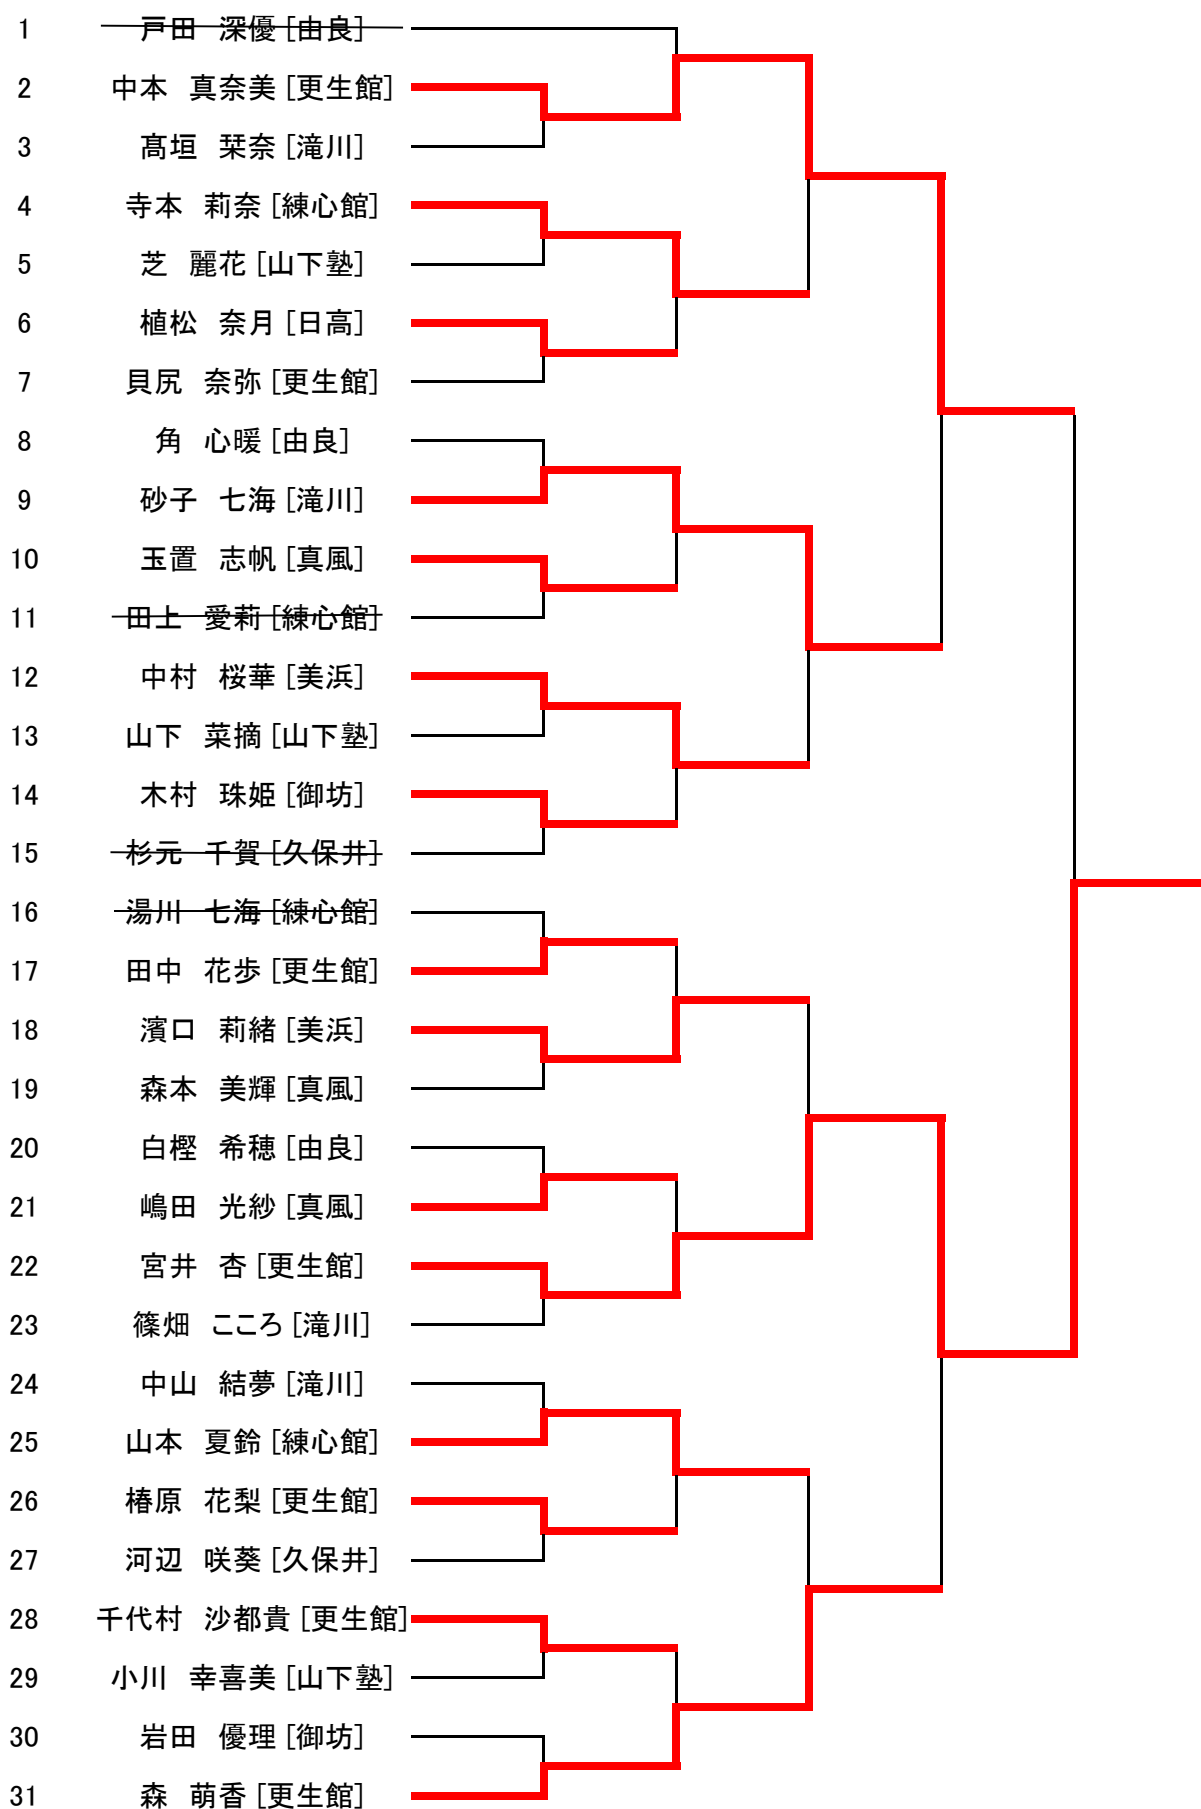 1 戸田 深優 [由良]
2 中本 真奈美 [更生館]
3 髙垣 栞奈 [滝川]
4 寺本 莉奈 [練心館]
5 芝 麗花 [山下塾]
6 植松 奈月 [日高]
7 貝尻 奈弥 [更生館]
8 角 心暖 [由良]
9 砂子 七海 [滝川]
10 玉置 志帆 [真風]
11 田上 愛莉 [練心館]
12 中村 桜華 [美浜]
13 山下 菜摘 [山下塾]
14 木村 珠姫 [御坊]
15 杉元 千賀 [久保井]
16 湯川 七海 [練心館]
17 田中 花歩 [更生館]
18 濱口 莉緒 [美浜]
19 森本 美輝 [真風]
20 白樫 希穂 [由良]
21 嶋田 光紗 [真風]
22 宮井 杏 [更生館]
23 篠畑 こころ [滝川]
24 中山 結夢 [滝川]
25 山本 夏鈴 [練心館]
26 椿原 花梨 [更生館]
27 河辺 咲葵 [久保井]
28 千代村 沙都貴 [更生館]
29 小川 幸喜美 [山下塾]
30 岩田 優理 [御坊]
31 森 萌香 [更生館]